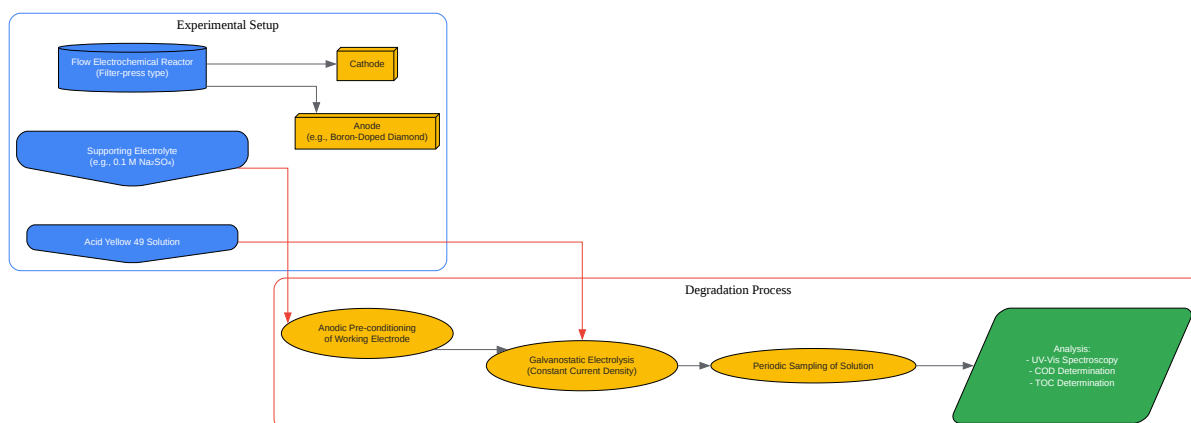 Experimental Setup
Flow Electrochemical Reactor
(Filter-press type)
Cathode
Anode
(e.g., Boron-Doped Diamond)
Supporting Electrolyte
(e.g., 0.1 M Na₂SO₄)
Acid Yellow 49 Solution
Degradation Process
Anodic Pre-conditioning
of Working Electrode
Galvanostatic Electrolysis
(Constant Current Density)
Periodic Sampling of Solution
Analysis:
- UV-Vis Spectroscopy
- COD Determination
- TOC Determination